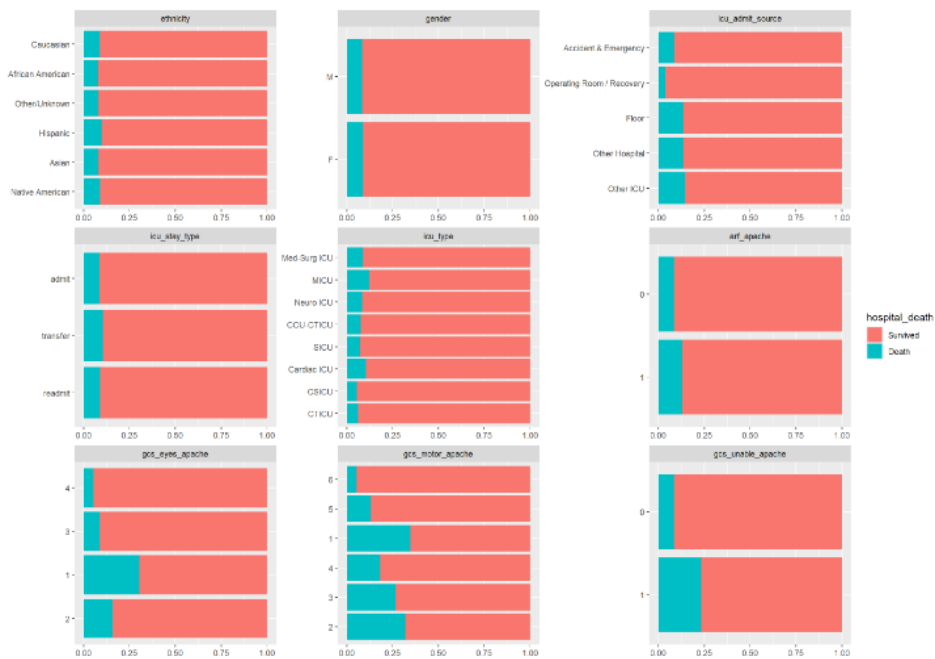 ethnicity
Caucasian
African American
Other/Unknown
Hispanic
Asian
Native American
0.00 0.25 0.50 0.75 1.00
gender
M
F
0.00 0.25 0.50 0.75 1.00
icu_admit_source
Accident & Emergency
Operating Room / Recovery
Floor
Other Hospital
Other ICU
0.00 0.25 0.50 0.75 1.00
icu_stay_type
admit
transfer
readmit
0.00 0.25 0.50 0.75 1.00
icu_type
Med-Surg ICU
MICU
Neuro ICU
CCU-CTICU
SICU
Cardiac ICU
CSICU
CTICU
0.00 0.25 0.50 0.75 1.00
arf_apache
0
1
0.00 0.25 0.50 0.75 1.00
hospital_death
Survived
Death
gcs_eyes_apache
4
3
1
2
0.00 0.25 0.50 0.75 1.00
gcs_motor_apache
6
5
1
4
3
2
0.00 0.25 0.50 0.75 1.00
gcs_unable_apache
0
1
0.00 0.25 0.50 0.75 1.00